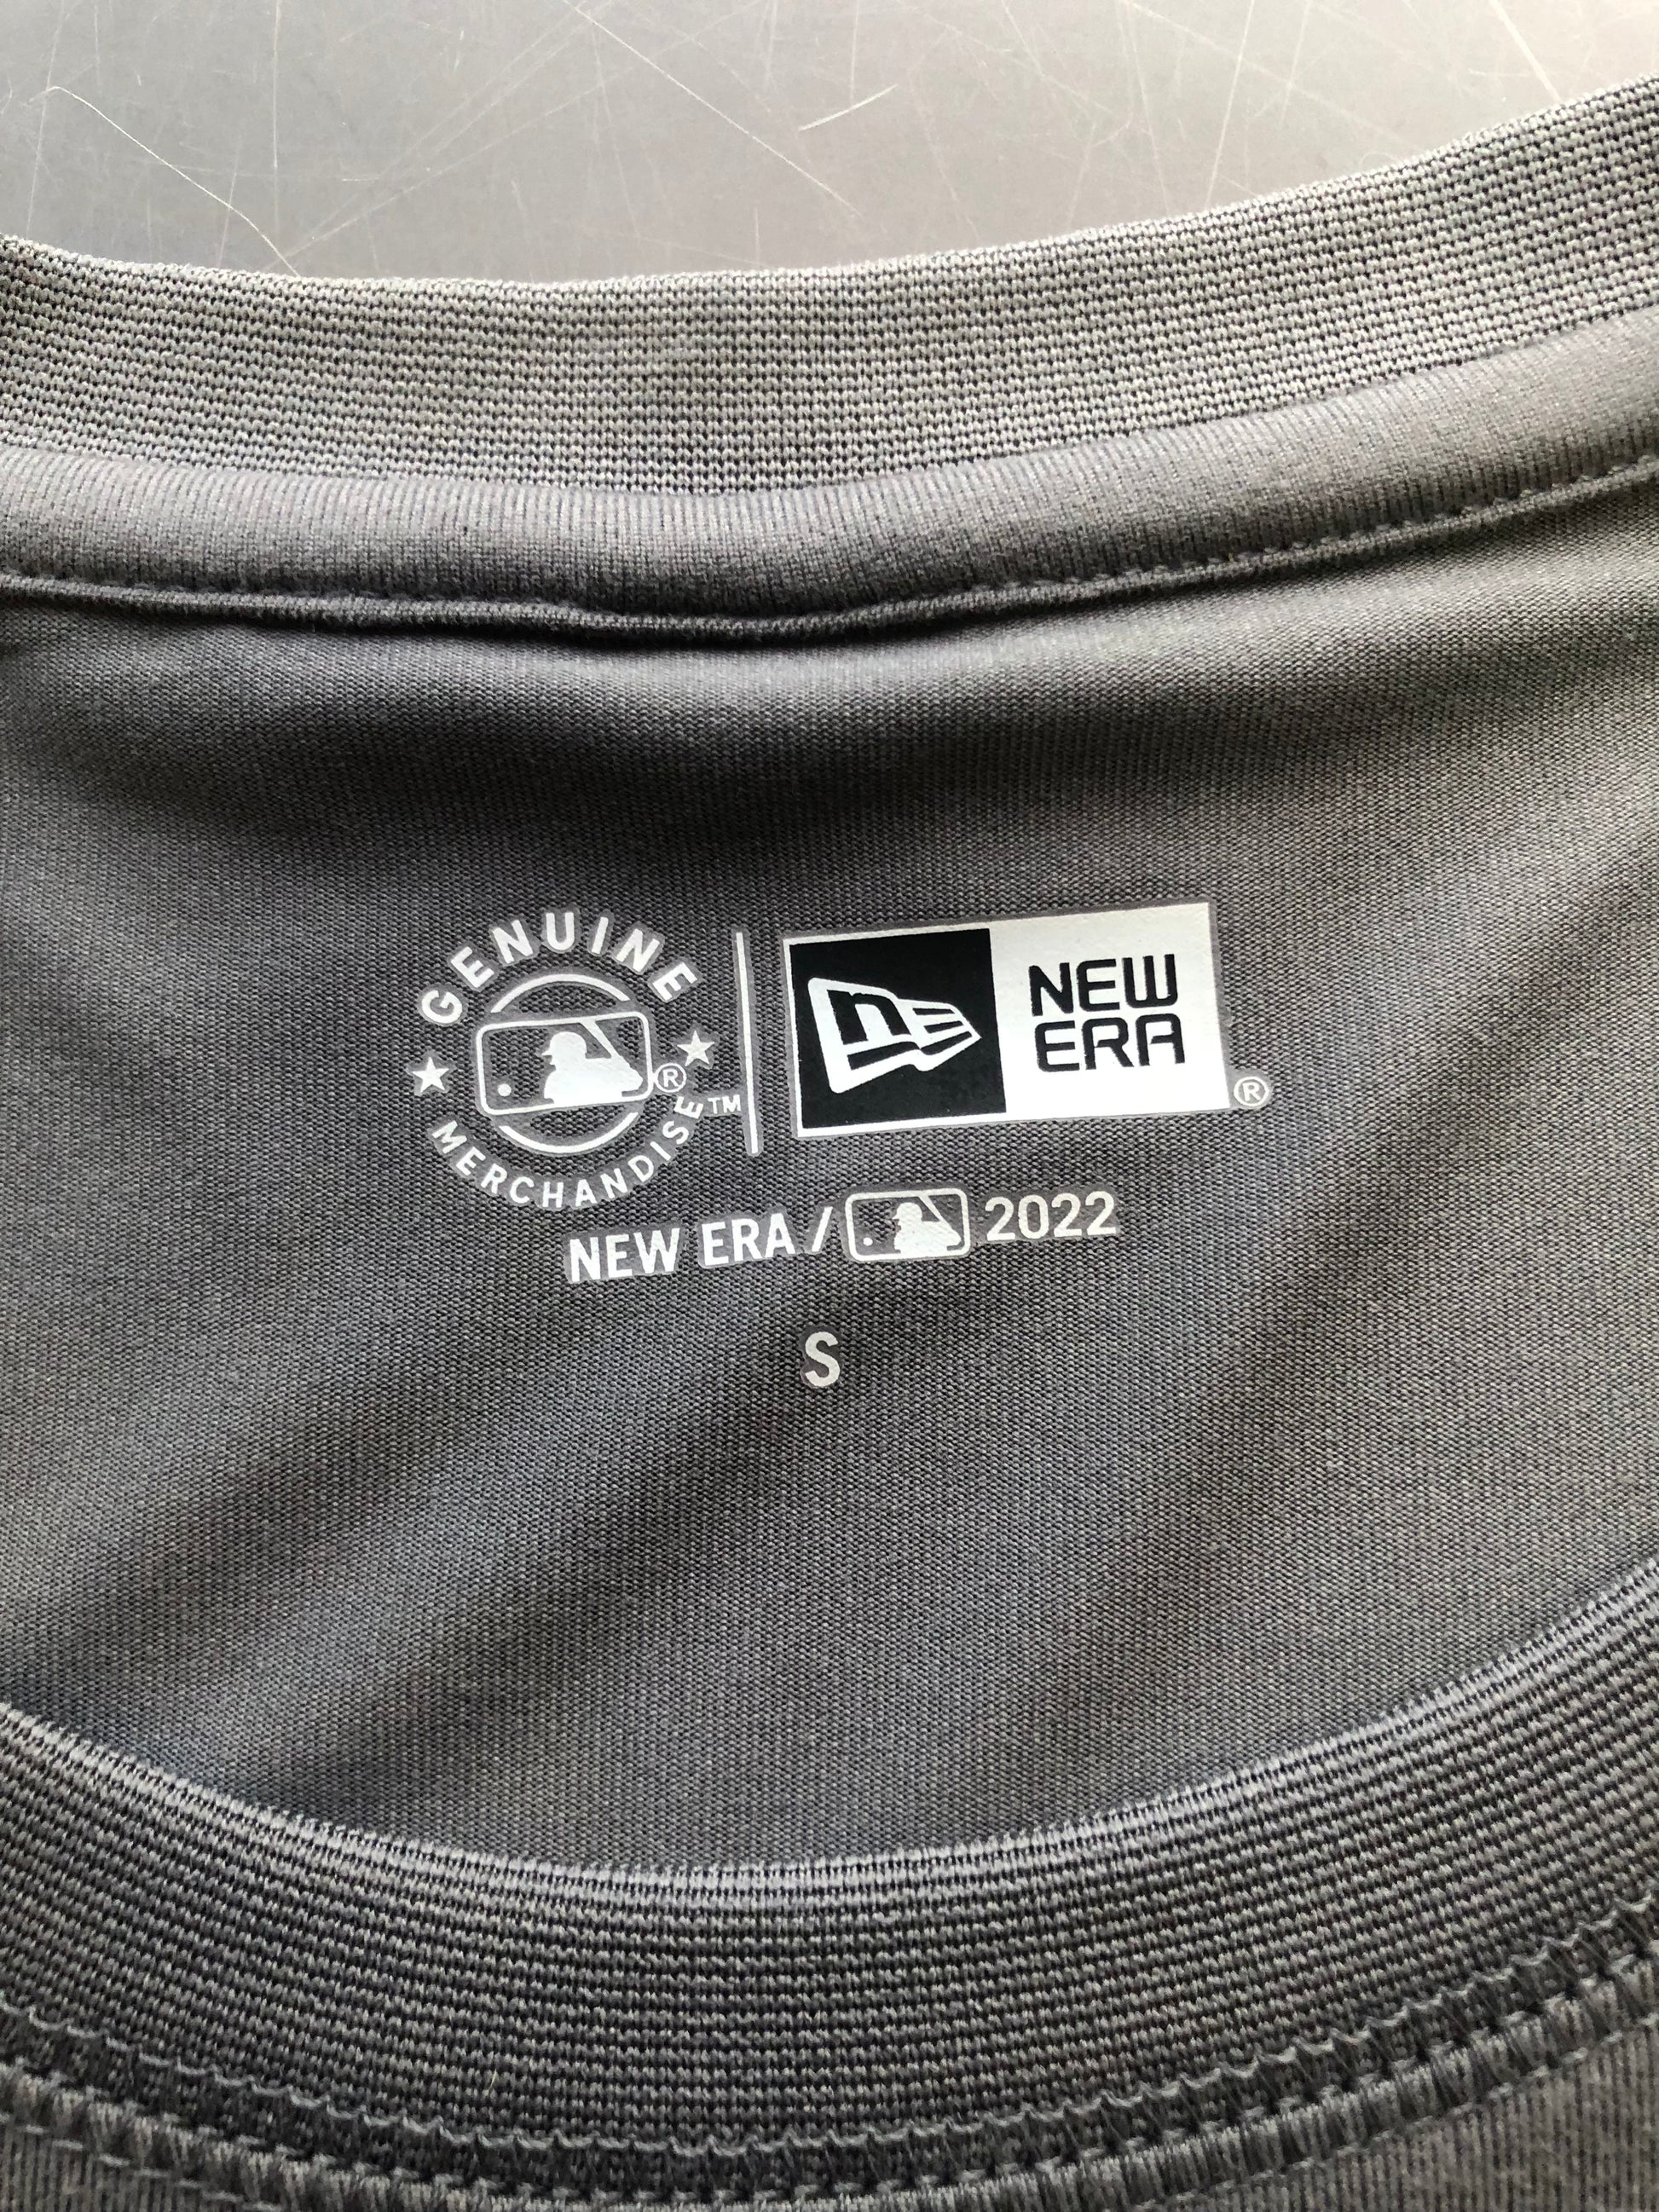 GENUINE
MERCHANDISE™
®
NEW
ERA
®
NEW ERA / 2022
S